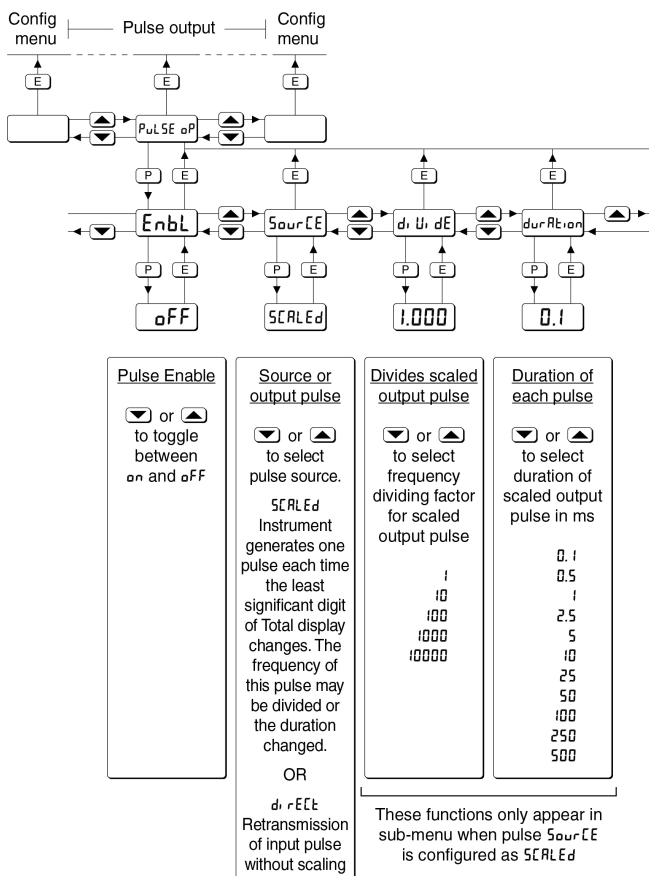 Config menu
Pulse output
Config menu
E
E
E
PuLSE oP
E
E
E
P
E
EnbL
SourCE
di Ui dE
durAtion
P
E
P
E
P
E
P
E
oFF
SCALEd
1.000
0.1
Pulse Enable
▼ or ▲
to toggle
between
on and oFF
Source or
output pulse
▼ or ▲
to select
pulse source.
SCALEd
Instrument
generates one
pulse each time
the least
significant digit
of Total display
changes. The
frequency of
this pulse may
be divided or
the duration
changed.
OR
di rECt
Retransmission
of input pulse
without scaling
Divides scaled
output pulse
▼ or ▲
to select
frequency
dividing factor
for scaled
output pulse
1
10
100
1000
10000
Duration of
each pulse
▼ or ▲
to select
duration of
scaled output
pulse in ms
0.1
0.5
1
2.5
5
10
25
50
100
250
500
These functions only appear in
sub-menu when pulse SourCE
is configured as SCALEd